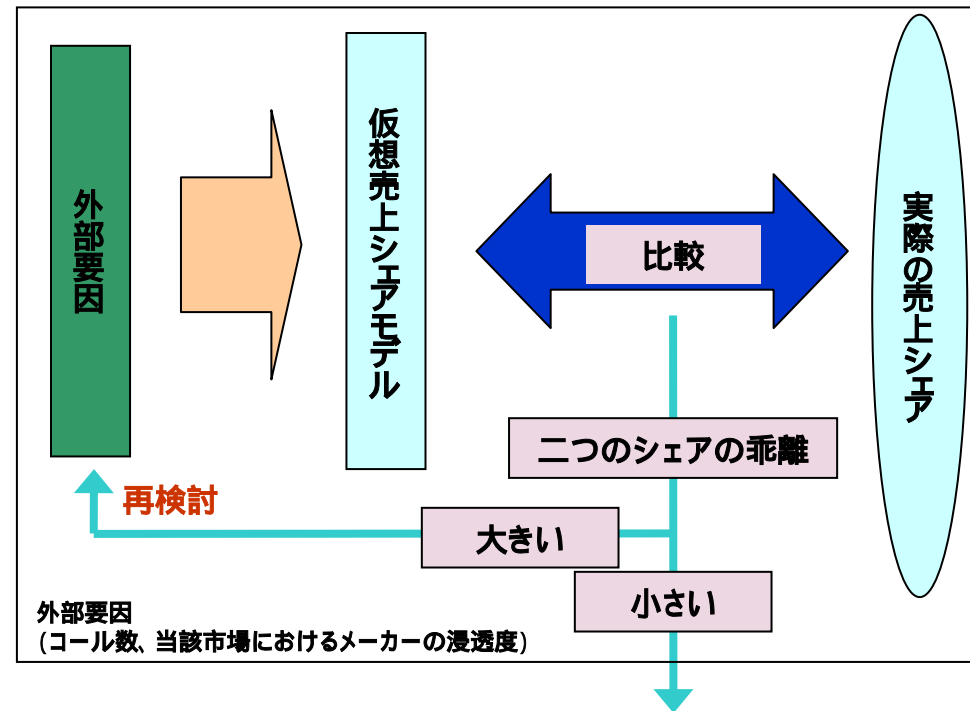 外部要因
仮想売上シェアモデル
比較
実際の売上シェア
二つのシェアの乖離
再検討
大きい
小さい
外部要因
(コール数、当該市場におけるメーカーの浸透度)